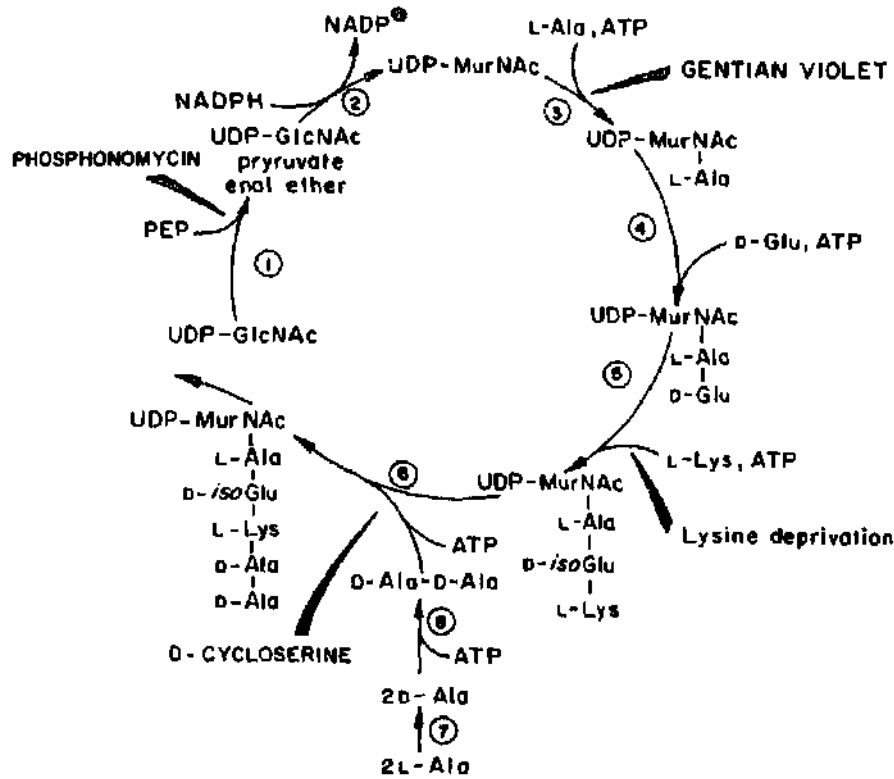 NADP⊕
UDP-MurNAc
L-Ala, ATP
GENTIAN VIOLET
NADPH
②
③
UDP-GlcNAc
pryruvate
enol ether
PHOSPHONOMYCIN
UDP-MurNAc
L-Ala
PEP
①
④
D-Glu, ATP
UDP-GlcNAc
UDP-MurNAc
L-Ala
D-Glu
⑤
UDP-MurNAc
L-Ala
D-isoGlu
L-Lys
D-Ala
D-Ala
⑥
UDP-MurNAc
L-Ala
D-isoGlu
L-Lys
L-Lys, ATP
Lysine deprivation
ATP
D-Ala-D-Ala
D-CYCLOSERINE
⑧
ATP
2D-Ala
⑦
2L-Ala